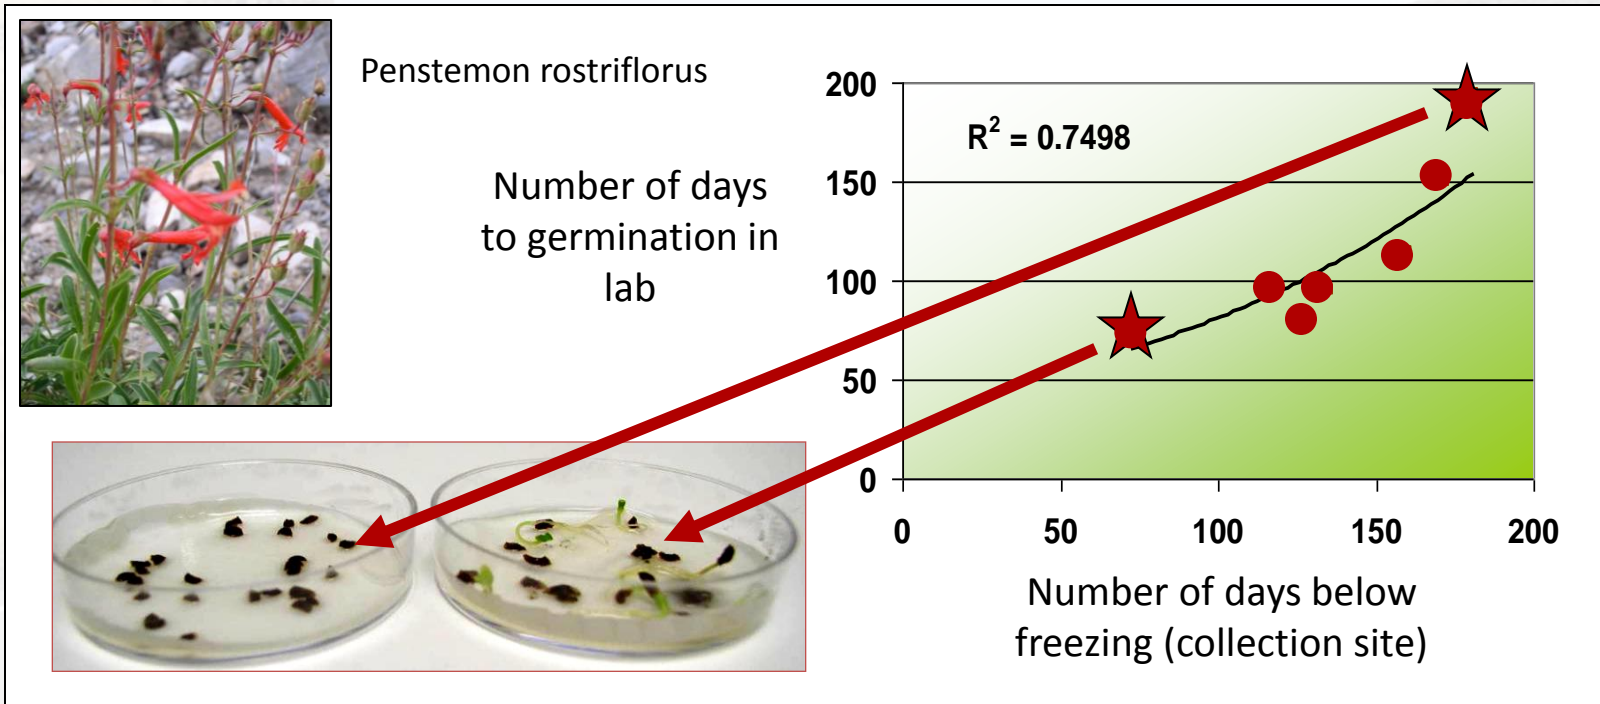 Penstemon rostriflorus
Number of days
to germination in
lab
R² = 0.7498
200
150
100
50
0
0 50 100 150 200
Number of days below
freezing (collection site)